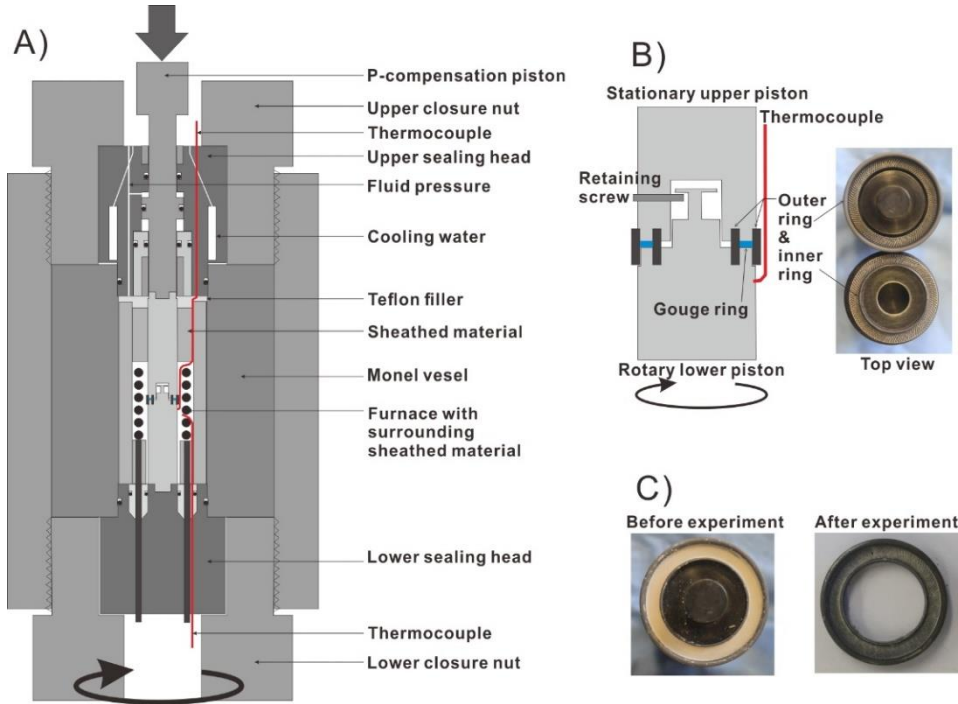 A)
P-compensation piston
Upper closure nut
Thermocouple
Upper sealing head
Fluid pressure
Cooling water
Teflon filler
Sheathed material
Monel vesel
Furnace with
surrounding
sheathed material
Lower sealing head
Thermocouple
Lower closure nut
B)
Stationary upper piston
Thermocouple
Retaining
screw
Outer
ring
&
inner
ring
Gouge ring
Rotary lower piston
Top view
C)
Before experiment
After experiment